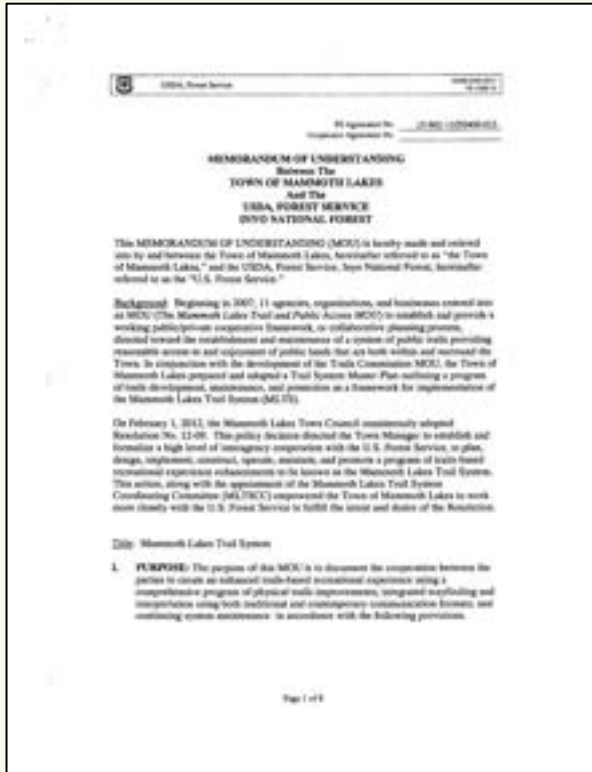 USDA, Forest Service
FS Agreement No.
Cooperator Agreement No.
MEMORANDUM OF UNDERSTANDING
Between The
TOWN OF MAMMOTH LAKES
And The
USDA, FOREST SERVICE
INYO NATIONAL FOREST
This MEMORANDUM OF UNDERSTANDING (MOU) is hereby made and entered
into by and between the Town of Mammoth Lakes, hereinafter referred to as "the Town
of Mammoth Lakes," and the USDA, Forest Service, Inyo National Forest, hereinafter
referred to as the "U.S. Forest Service."
Background: Beginning in 2007, 11 agencies, organizations, and businesses entered into
an MOU (The Mammoth Lakes Trail and Public Access MOU) to establish and provide a
working public/private cooperative framework, or collaborative planning process,
directed toward the establishment and maintenance of a system of public trails providing
reasonable access to and enjoyment of public lands that are both within and surround the
Town. In conjunction with the development of the Trails Commission MOU, the Town of
Mammoth Lakes prepared and adopted a Trail System Master Plan outlining a program
of trails development, maintenance, and promotion as a framework for implementation of
the Mammoth Lakes Trail System (MLTS).
On February 1, 2012, the Mammoth Lakes Town Council unanimously adopted
Resolution No. 12-09. This policy decision directed the Town Manager to establish and
formalize a high level of interagency cooperation with the U.S. Forest Service, to plan,
design, implement, construct, operate, maintain, and promote a program of trails-based
recreational experience enhancements to be known as the Mammoth Lakes Trail System.
This action, along with the appointment of the Mammoth Lakes Trail System
Coordinating Committee (MLTSCC) empowered the Town of Mammoth Lakes to work
more closely with the U.S. Forest Service to fulfill the intent and desire of the Resolution.
Title: Mammoth Lakes Trail System
I. PURPOSE: The purpose of this MOU is to document the cooperation between the
parties to create an enhanced trails-based recreational experience using a
comprehensive program of physical trails improvements, integrated wayfinding and
interpretation using both traditional and contemporary communication formats, and
continuing system maintenance in accordance with the following provisions.
Page 1 of 8